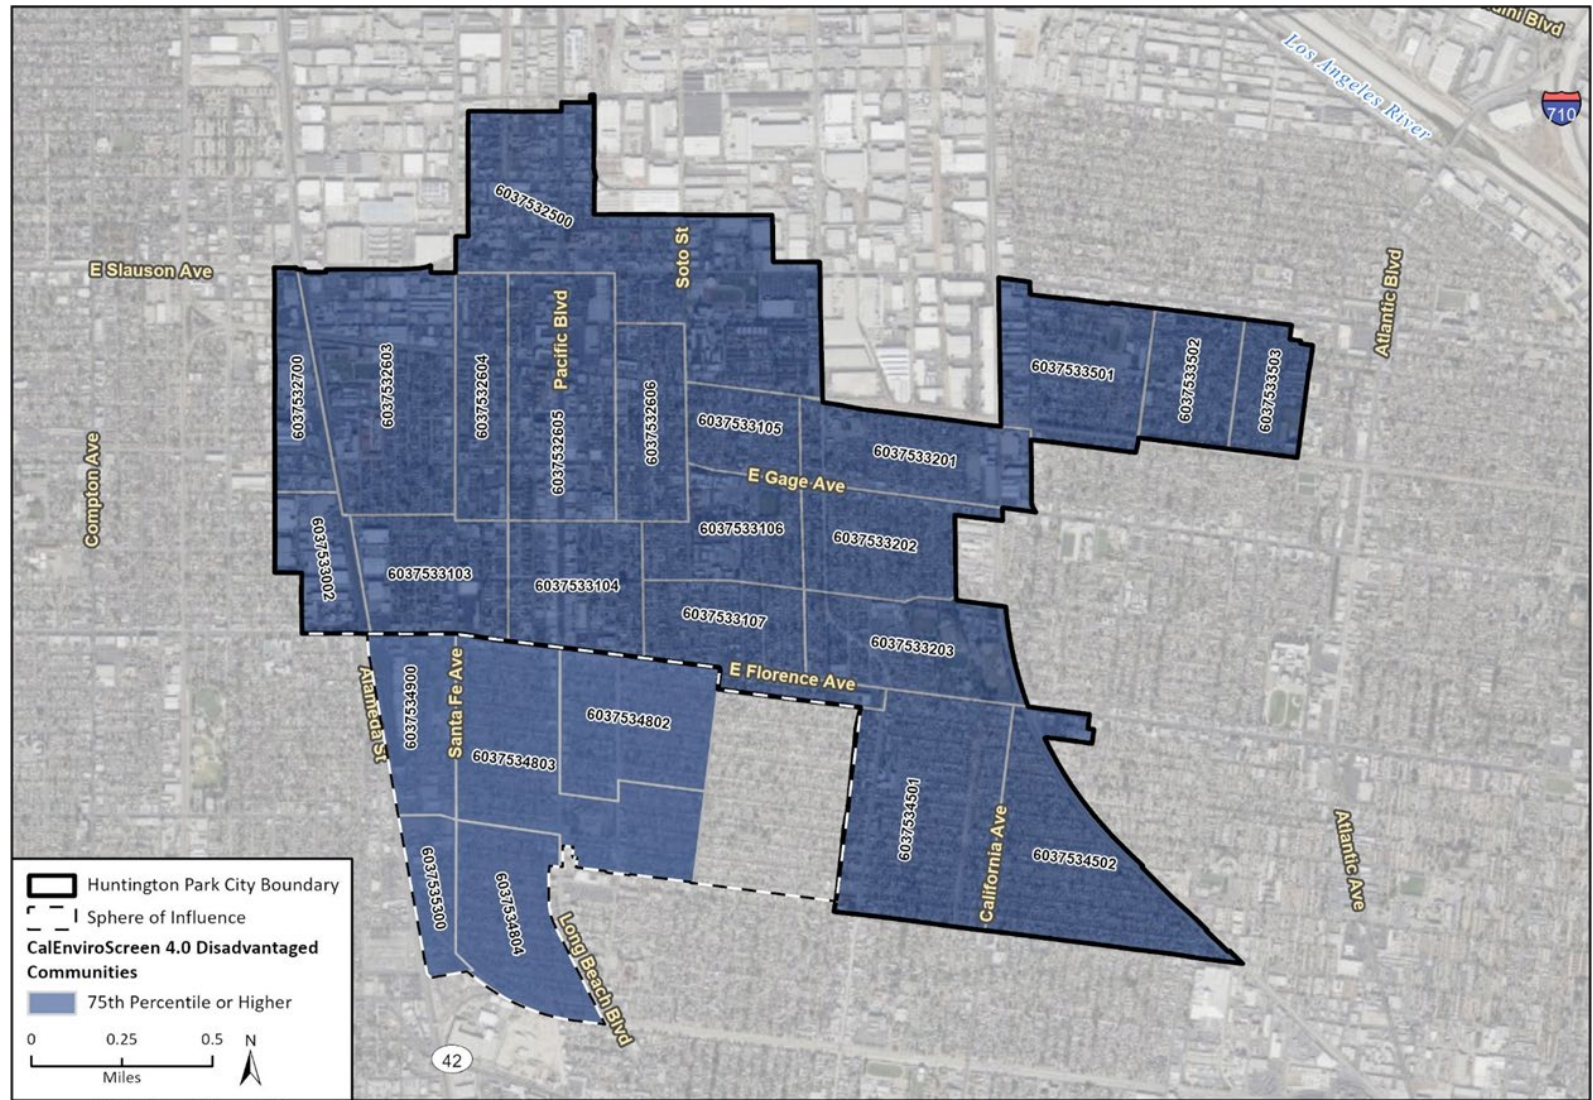 Los Angeles River
710
E Slauson Ave
Compton Ave
Soto St
Pacific Blvd
Atlantic Blvd
6037532500
6037532700
6037532603
6037532604
6037532605
6037532606
6037533105
6037533201
6037533501
6037533502
6037533503
E Gage Ave
6037533106
6037533202
6037533002
6037533103
6037533104
6037533107
6037533203
E Florence Ave
Alameda St
Santa Fe Ave
6037534900
6037534803
6037534802
6037534501
California Ave
6037534502
Atlantic Ave
6037535300
6037534804
Long Beach Blvd
42
Huntington Park City Boundary
Sphere of Influence
CalEnviroScreen 4.0 Disadvantaged
Communities
75th Percentile or Higher
0 0.25 0.5
Miles
N